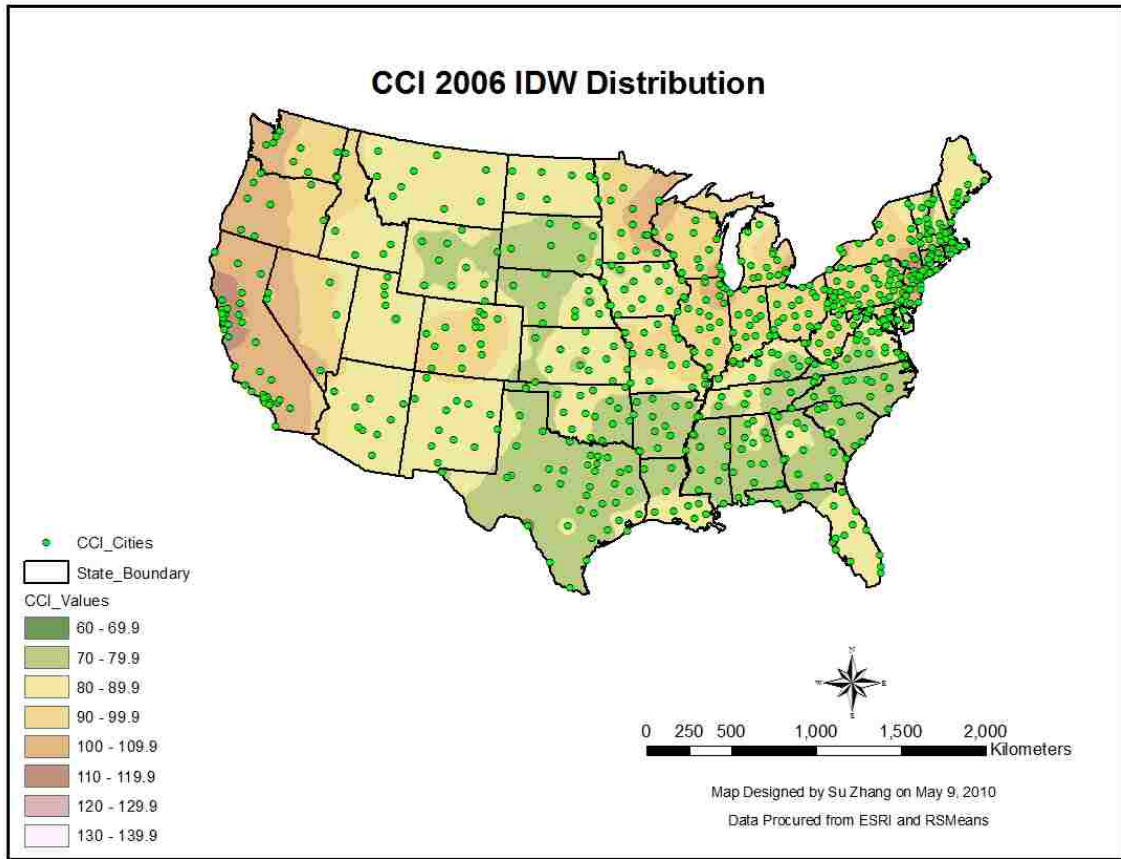 CCI 2006 IDW Distribution
CCI_Cities
State_Boundary
CCI_Values
60 - 69.9
70 - 79.9
80 - 89.9
90 - 99.9
100 - 109.9
110 - 119.9
120 - 129.9
130 - 139.9
N
W E
S
0 250 500 1,000 1,500 2,000
Kilometers
Map Designed by Su Zhang on May 9, 2010
Data Procured from ESRI and RSMeans